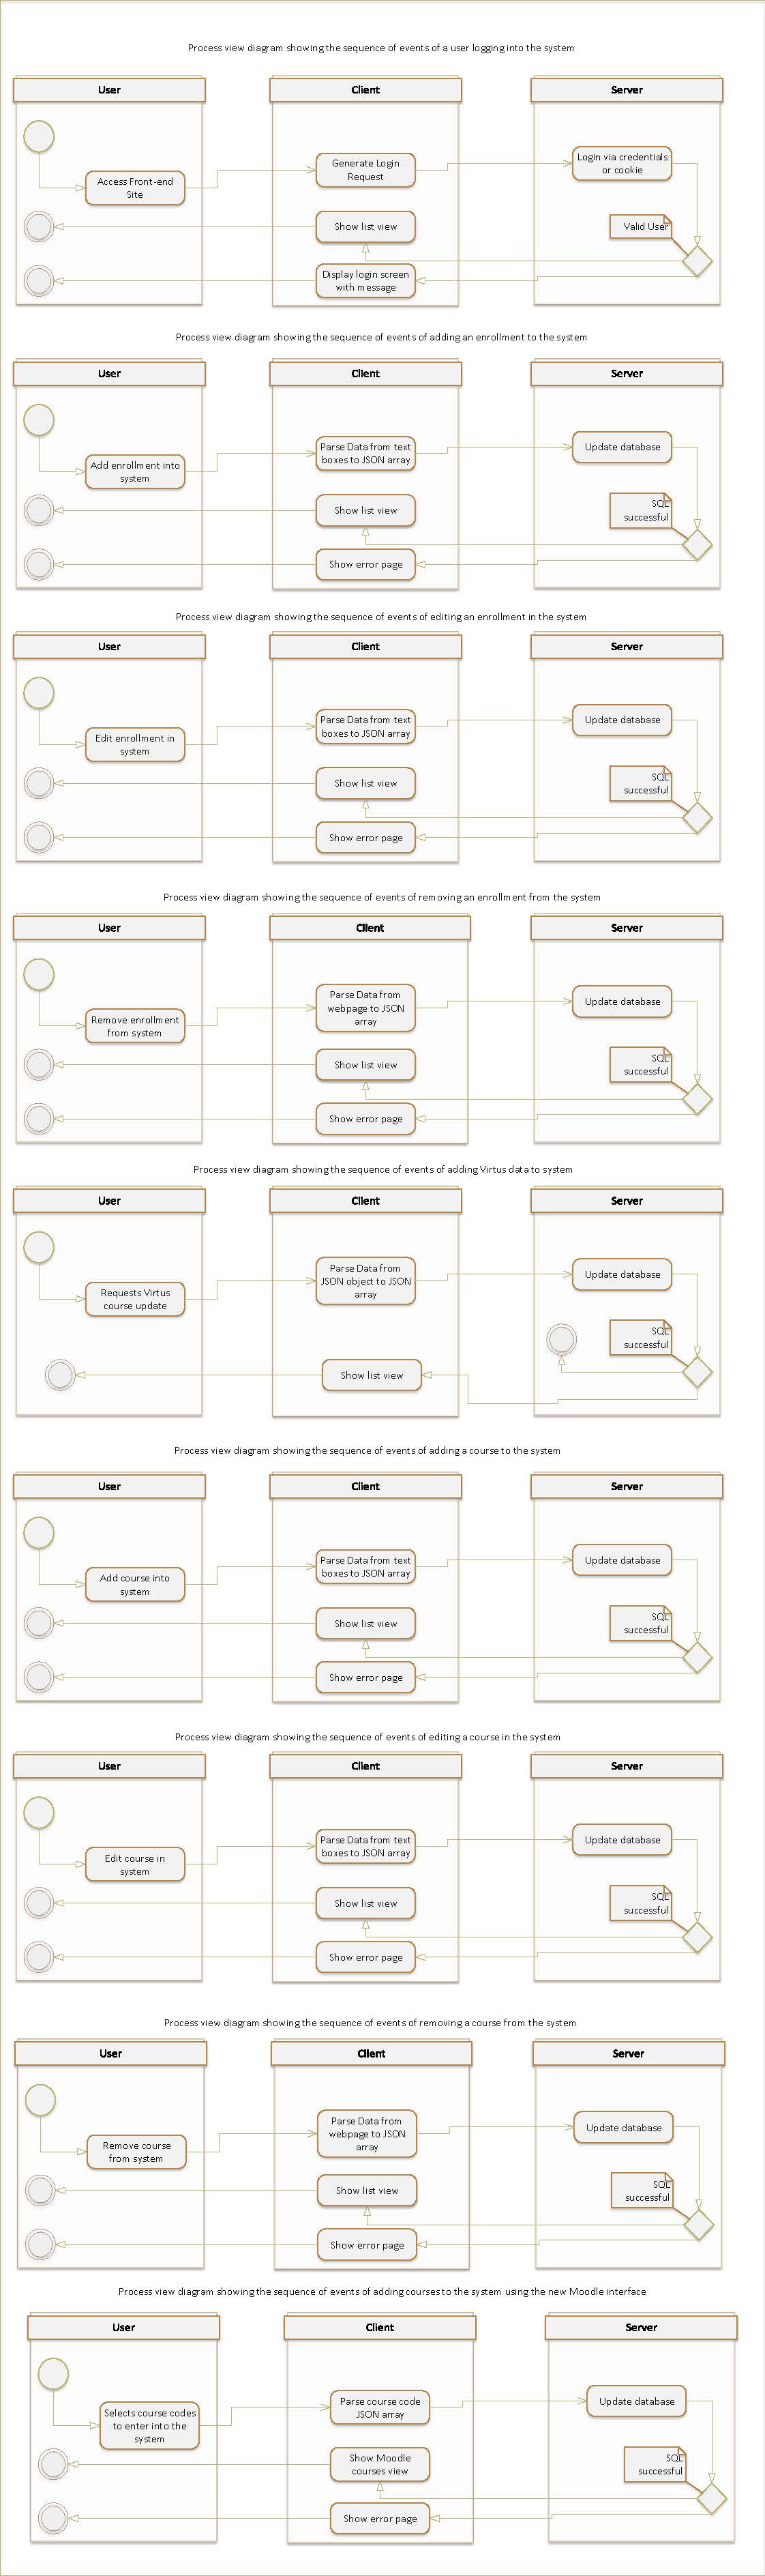 Process view diagram showing the sequence of events of a user logging into the system
User
Client
Server
Access Front-end
Site
Generate Login
Request
Login via credentials
or cookie
Show list view
Valid User
Display login screen
with message
Process view diagram showing the sequence of events of adding an enrollment to the system
User
Client
Server
Add enrollment into
system
Parse Data from text
boxes to JSON array
Update database
Show list view
SQL
successful
Show error page
Process view diagram showing the sequence of events of editing an enrollment in the system
User
Client
Server
Edit enrollment in
system
Parse Data from text
boxes to JSON array
Update database
Show list view
SQL
successful
Show error page
Process view diagram showing the sequence of events of removing an enrollment from the system
User
Client
Server
Remove enrollment
from system
Parse Data from
webpage to JSON
array
Update database
Show list view
SQL
successful
Show error page
Process view diagram showing the sequence of events of adding Virtus data to system
User
Client
Server
Requests Virtus
course update
Parse Data from
JSON object to JSON
array
Update database
SQL
successful
Show list view
Process view diagram showing the sequence of events of adding a course to the system
User
Client
Server
Add course into
system
Parse Data from text
boxes to JSON array
Update database
Show list view
SQL
successful
Show error page
Process view diagram showing the sequence of events of editing a course in the system
User
Client
Server
Edit course in
system
Parse Data from text
boxes to JSON array
Update database
Show list view
SQL
successful
Show error page
Process view diagram showing the sequence of events of removing a course from the system
User
Client
Server
Remove course
from system
Parse Data from
webpage to JSON
array
Update database
Show list view
SQL
successful
Show error page
Process view diagram showing the sequence of events of adding courses to the system using the new Moodle interface
User
Client
Server
Selects course codes
to enter into the
system
Parse course code
JSON array
Update database
Show Moodle
courses view
SQL
successful
Show error page